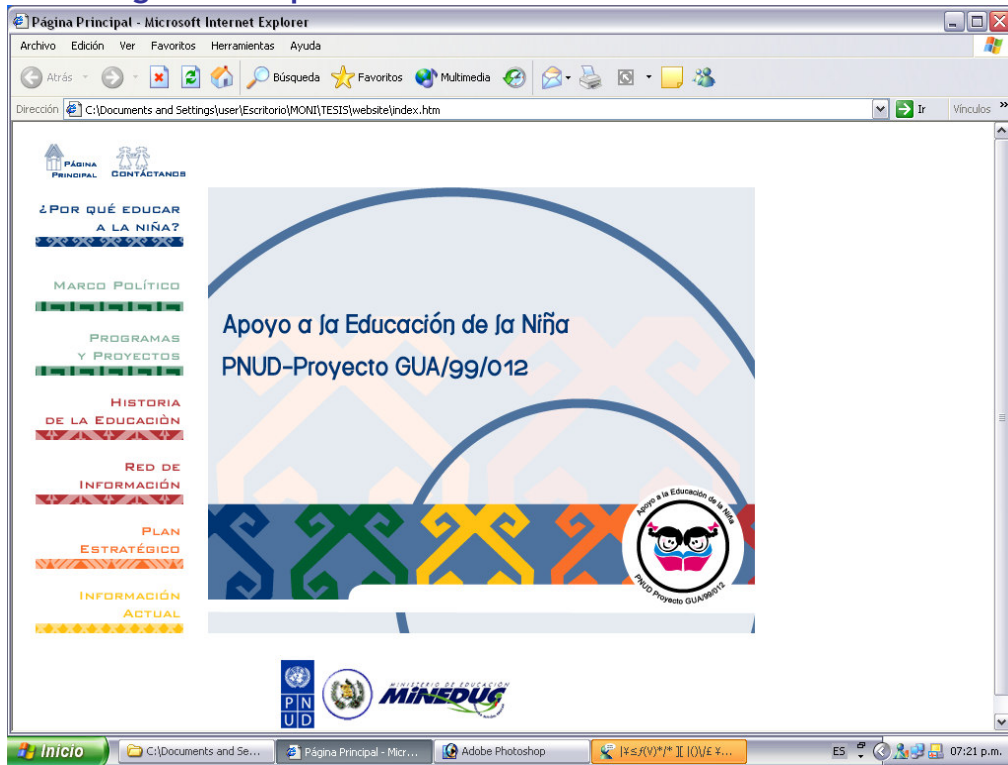 Página Principal - Microsoft Internet Explorer
Archivo Edición Ver Favoritos Herramientas Ayuda
Atrás Búsqueda Favoritos Multimedia
Dirección C:\Documents and Settings\user\Escritorio\MONI\TESIS\website\index.htm Ir Vínculos »
PÁGINA
PRINCIPAL
CONTÁCTANOS
¿POR QUÉ EDUCAR
A LA NIÑA?
MARCO POLÍTICO
PROGRAMAS
Y PROYECTOS
HISTORIA
DE LA EDUCACIÒN
RED DE
INFORMACIÓN
PLAN
ESTRATÉGICO
INFORMACIÓN
ACTUAL
Apoyo a la Educación de la Niña
PNUD-Proyecto GUA/99/012
Apoyo a la Educación de la Niña
PNUD Proyecto GUA/99/012
P N
U D
MINISTERIO DE EDUCACIÓN
MINEDUC
Inicio C:\Documents and Se... Página Principal - Micr... Adobe Photoshop ES 07:21 p.m.